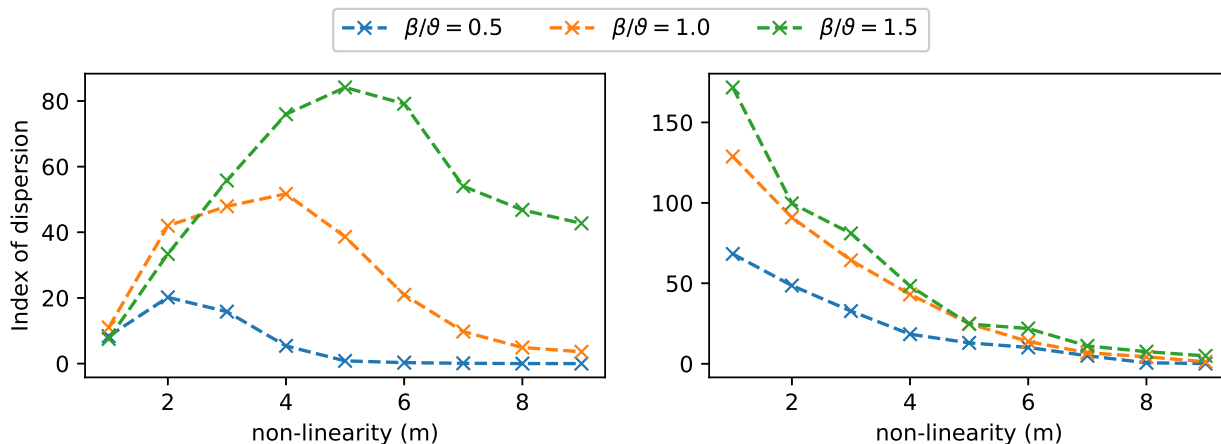 β/ϑ = 0.5 β/ϑ = 1.0 β/ϑ = 1.5
Index of dispersion
80
60
40
20
0
2 4 6 8
non-linearity (m)
150
100
50
0
2 4 6 8
non-linearity (m)